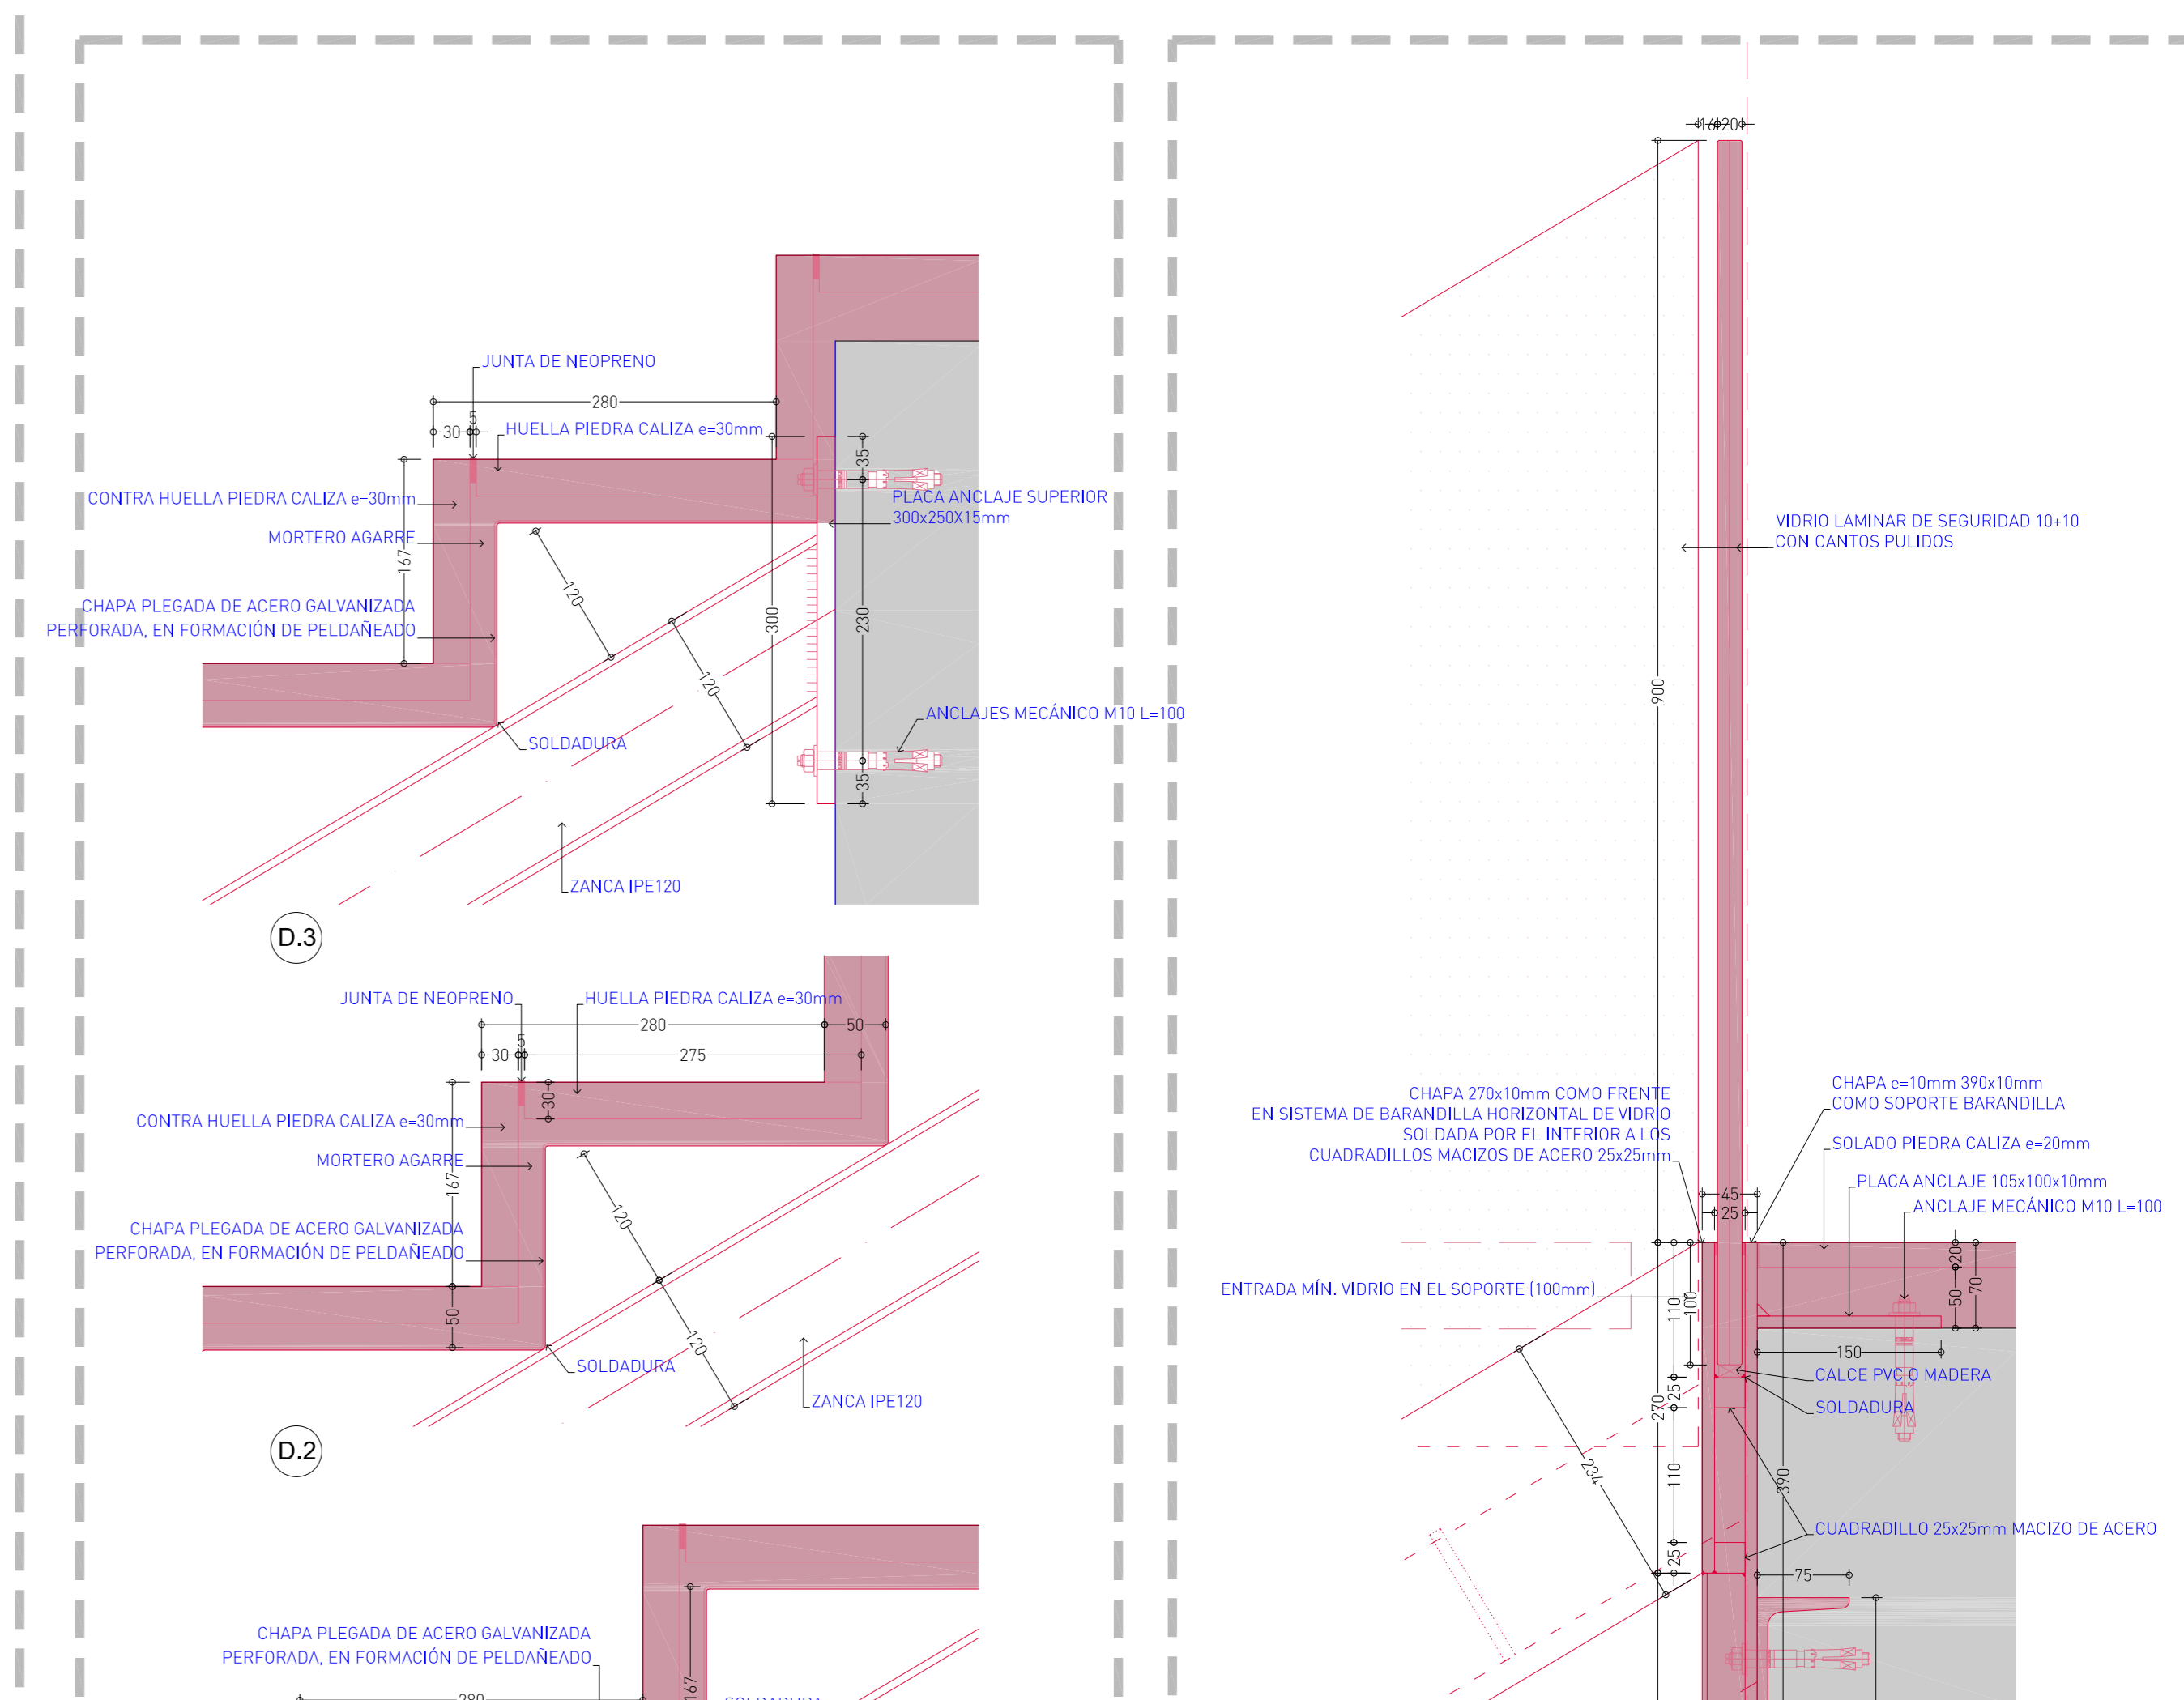 JUNTA DE NEOPRENO
280
5
30
HUELLA PIEDRA CALIZA e=30mm
35
CONTRA HUELLA PIEDRA CALIZA e=30mm
PLACA ANCLAJE SUPERIOR
300x250X15mm
MORTERO AGARRE
167
120
CHAPA PLEGADA DE ACERO GALVANIZADA
PERFORADA, EN FORMACIÓN DE PELDAÑEADO
300
230
120
ANCLAJES MECÁNICO M10 L=100
SOLDADURA
35
ZANCA IPE120
D.3
JUNTA DE NEOPRENO
HUELLA PIEDRA CALIZA e=30mm
280
50
5
30
275
30
CONTRA HUELLA PIEDRA CALIZA e=30mm
MORTERO AGARRE
167
120
CHAPA PLEGADA DE ACERO GALVANIZADA
PERFORADA, EN FORMACIÓN DE PELDAÑEADO
50
120
SOLDADURA
ZANCA IPE120
D.2
CHAPA PLEGADA DE ACERO GALVANIZADA
PERFORADA, EN FORMACIÓN DE PELDAÑEADO
167
280
SOLDADURA
16
20
VIDRIO LAMINAR DE SEGURIDAD 10+10
CON CANTOS PULIDOS
900
CHAPA 270x10mm COMO FRENTE
EN SISTEMA DE BARANDILLA HORIZONTAL DE VIDRIO
SOLDADA POR EL INTERIOR A LOS
CUADRADILLOS MACIZOS DE ACERO 25x25mm
CHAPA e=10mm 390x10mm
COMO SOPORTE BARANDILLA
SOLADO PIEDRA CALIZA e=20mm
PLACA ANCLAJE 105x100x10mm
ANCLAJE MECÁNICO M10 L=100
45
25
ENTRADA MÍN. VIDRIO EN EL SOPORTE (100mm)
110
100
20
50
70
150
CALCE PVC O MADERA
SOLDADURA
25
270
110
390
234
CUADRADILLO 25x25mm MACIZO DE ACERO
25
75